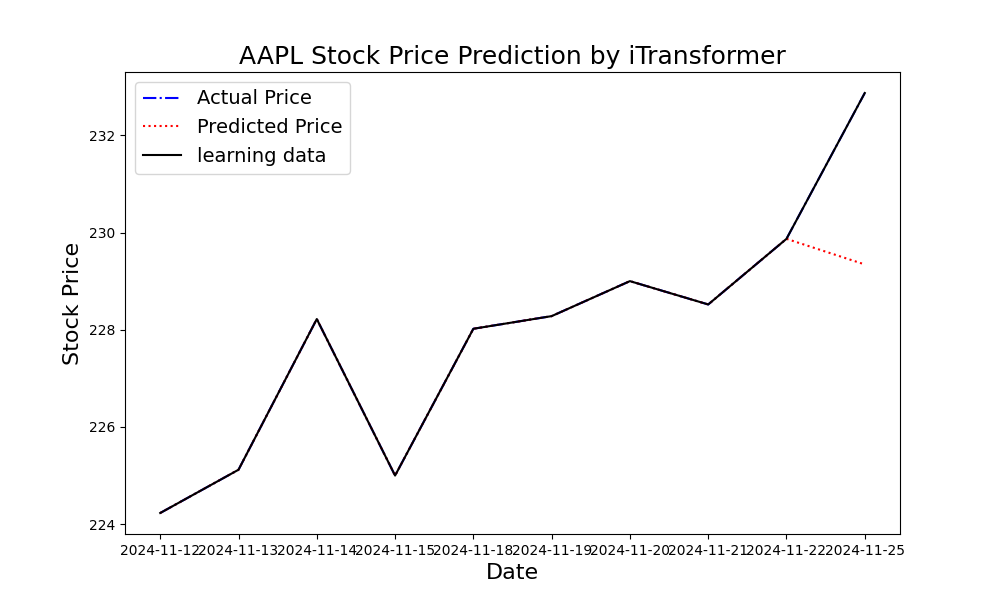 AAPL Stock Price Prediction by iTransformer
Actual Price
Predicted Price
learning data
232
230
228
226
224
Stock Price
2024-11-12 2024-11-13 2024-11-14 2024-11-15 2024-11-18 2024-11-19 2024-11-20 2024-11-21 2024-11-22 2024-11-25
Date